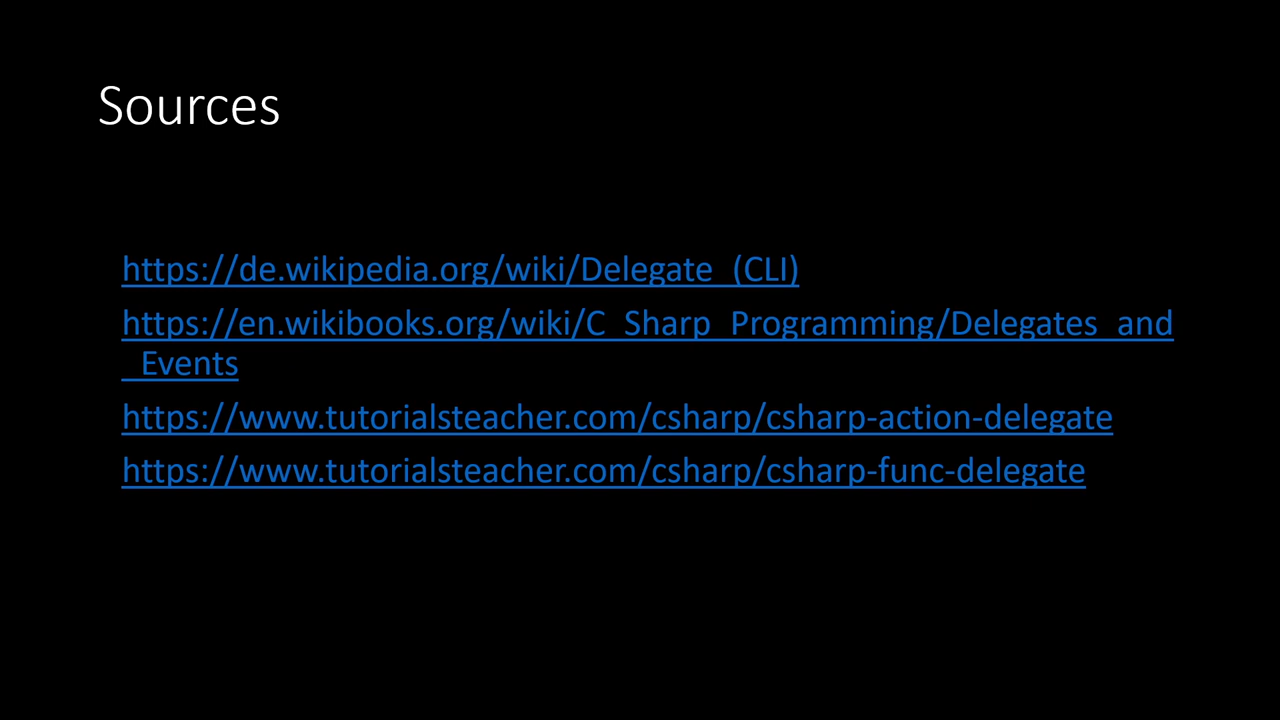 Sources
https://de.wikipedia.org/wiki/Delegate_(CLI)
https://en.wikibooks.org/wiki/C_Sharp_Programming/Delegates_and
_Events
https://www.tutorialsteacher.com/csharp/csharp-action-delegate
https://www.tutorialsteacher.com/csharp/csharp-func-delegate